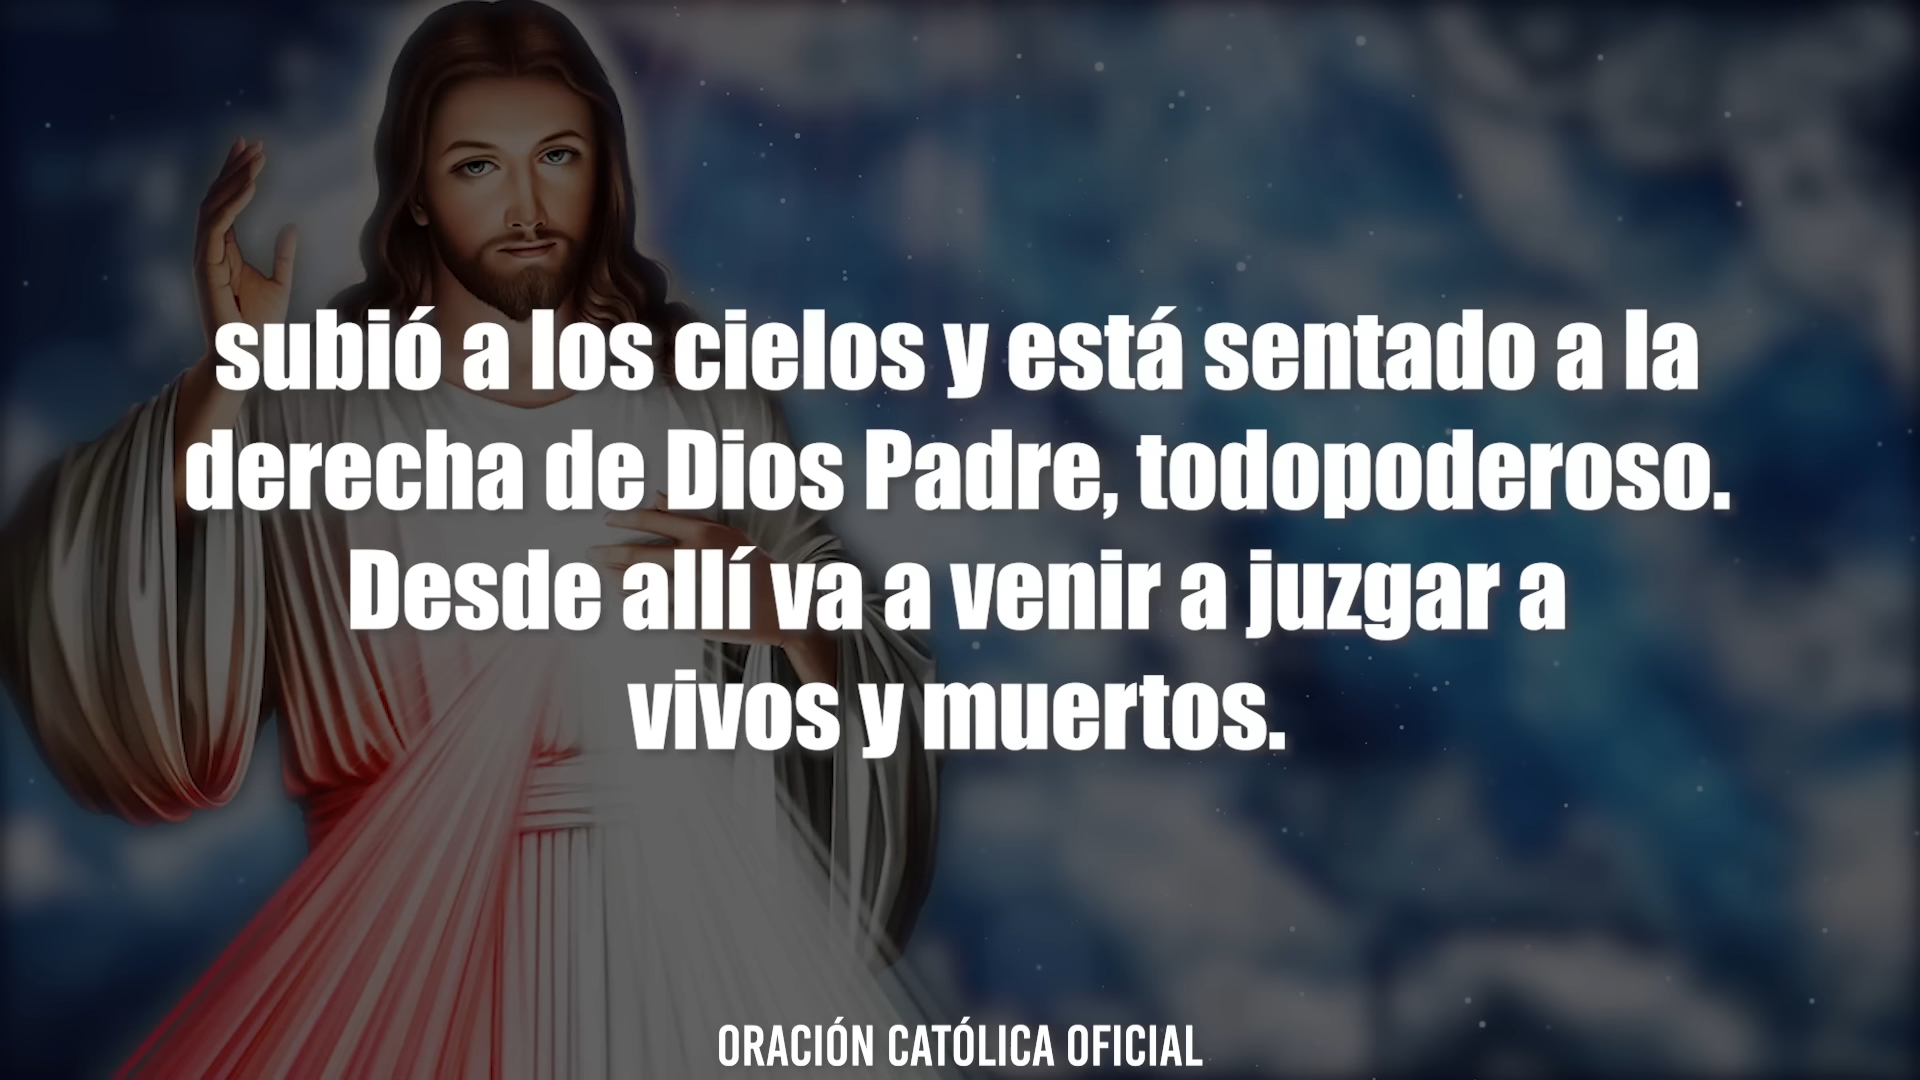 subió a los cielos y está sentado a la
derecha de Dios Padre, todopoderoso.
Desde allí va a venir a juzgar a
vivos y muertos.
ORACIÓN CATÓLICA OFICIAL